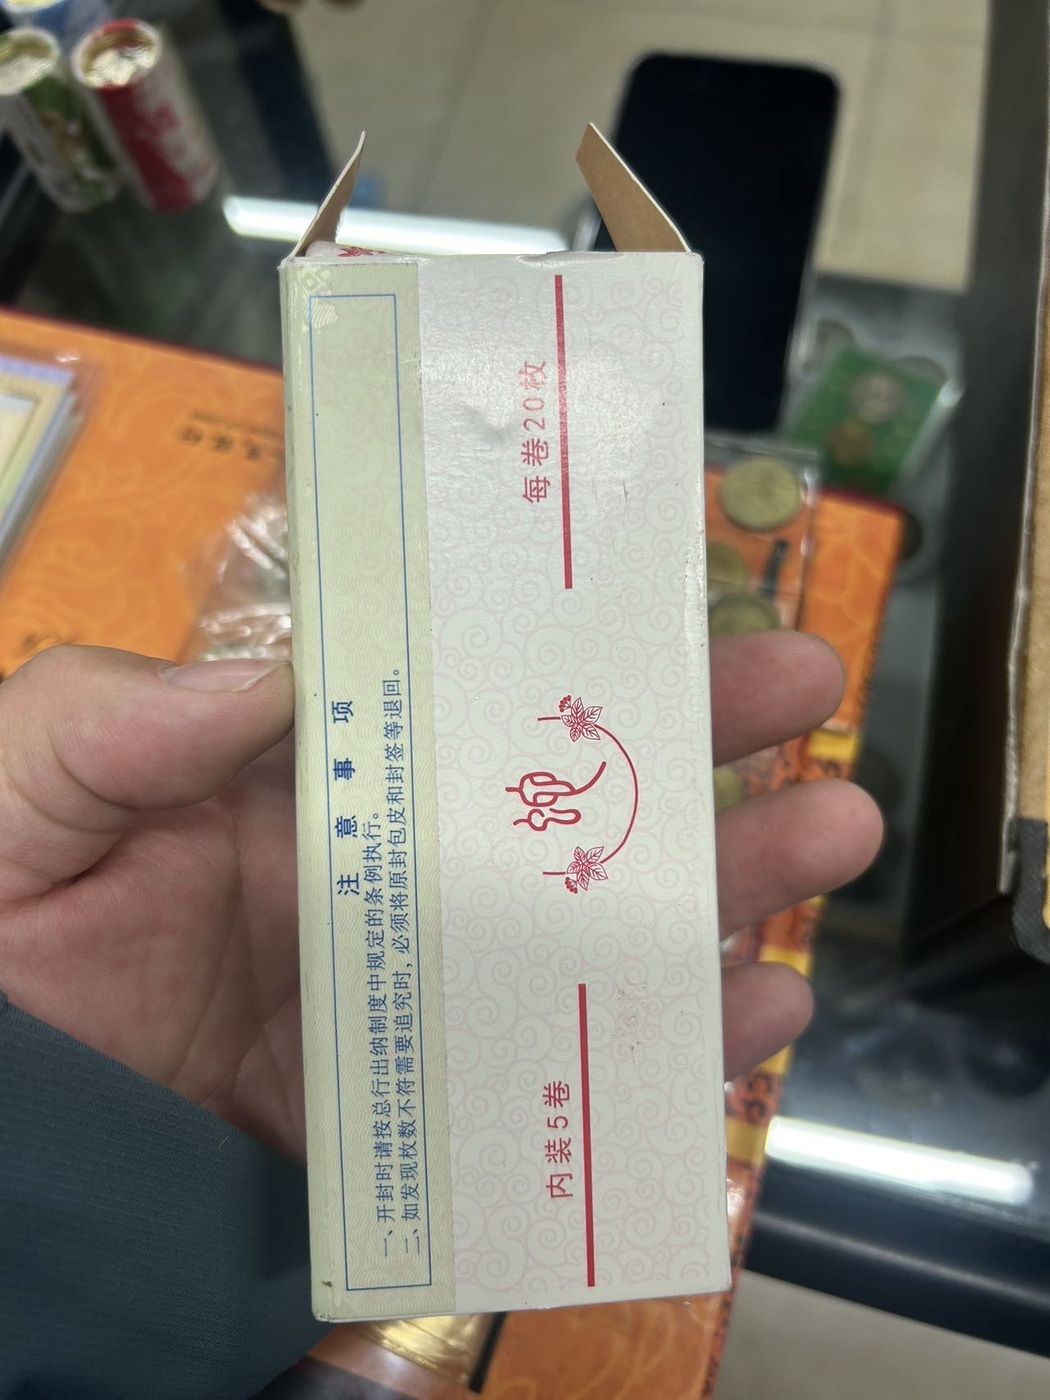 注意事项
一、开封时请按总行出纳制度中规定的条例执行。
二、如发现枚数不符需要追究时，必须将原封包皮和封签等退回。
内装5卷
每卷20枚